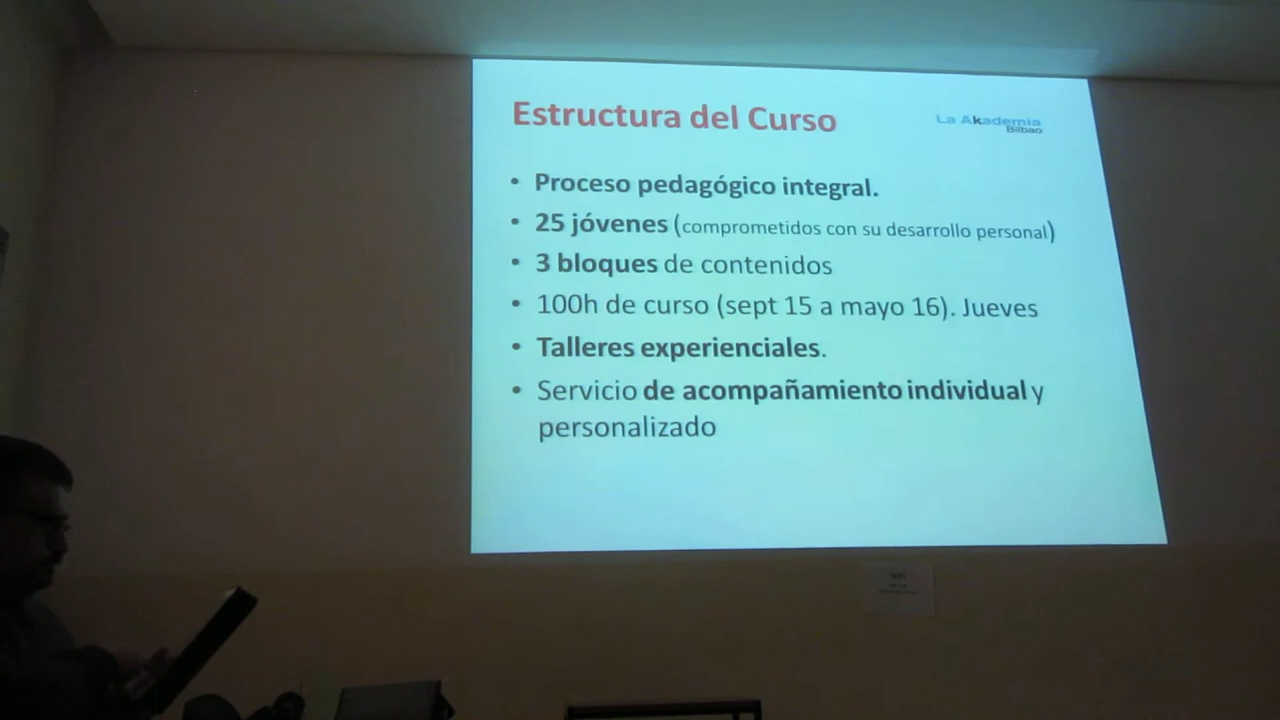 Estructura del Curso
La Akademia
Bilbao
• Proceso pedagógico integral.
• 25 jóvenes (comprometidos con su desarrollo personal)
• 3 bloques de contenidos
• 100h de curso (sept 15 a mayo 16). Jueves
• Talleres experienciales.
• Servicio de acompañamiento individual y
personalizado